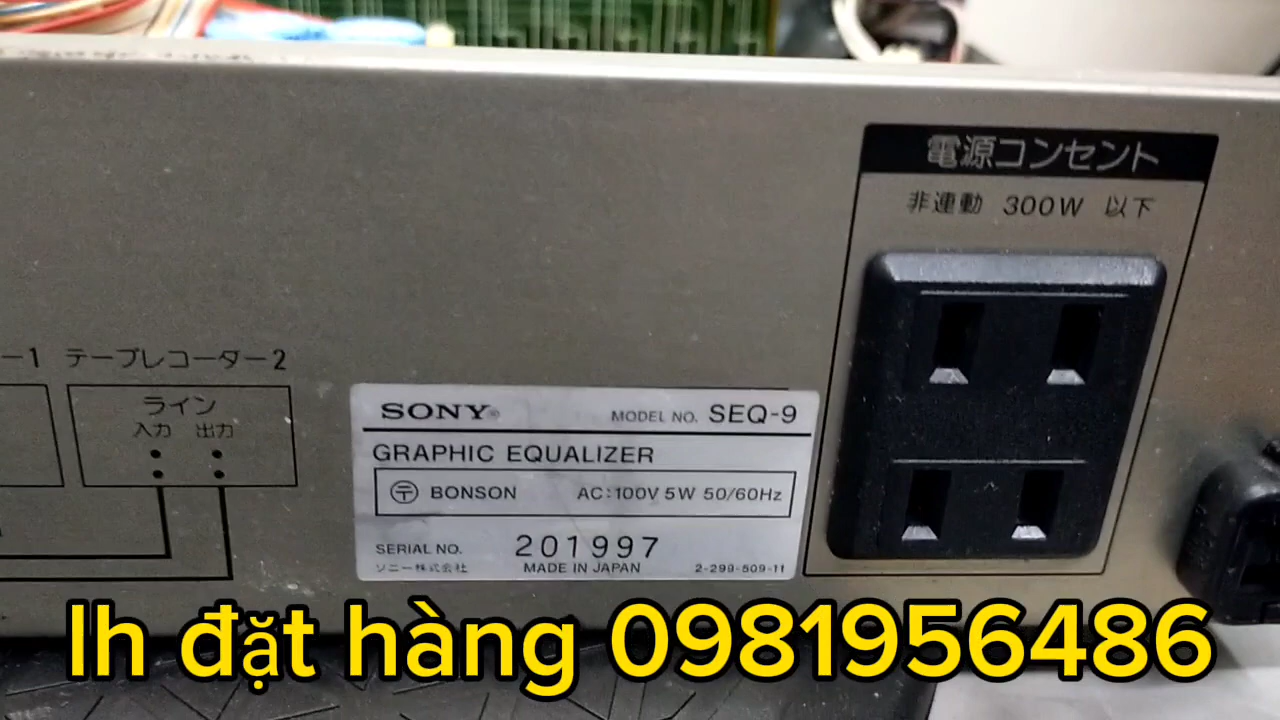 電源コンセント
非連動 300W 以下
ー1 テープレコーター2
ライン
入力 出力
SONY® MODEL NO. SEQ-9
GRAPHIC EQUALIZER
〒 BONSON AC:100V 5W 50/60Hz
SERIAL NO. 201997
ソニー株式会社 MADE IN JAPAN 2-299-509-11
lh đặt hàng 0981956486